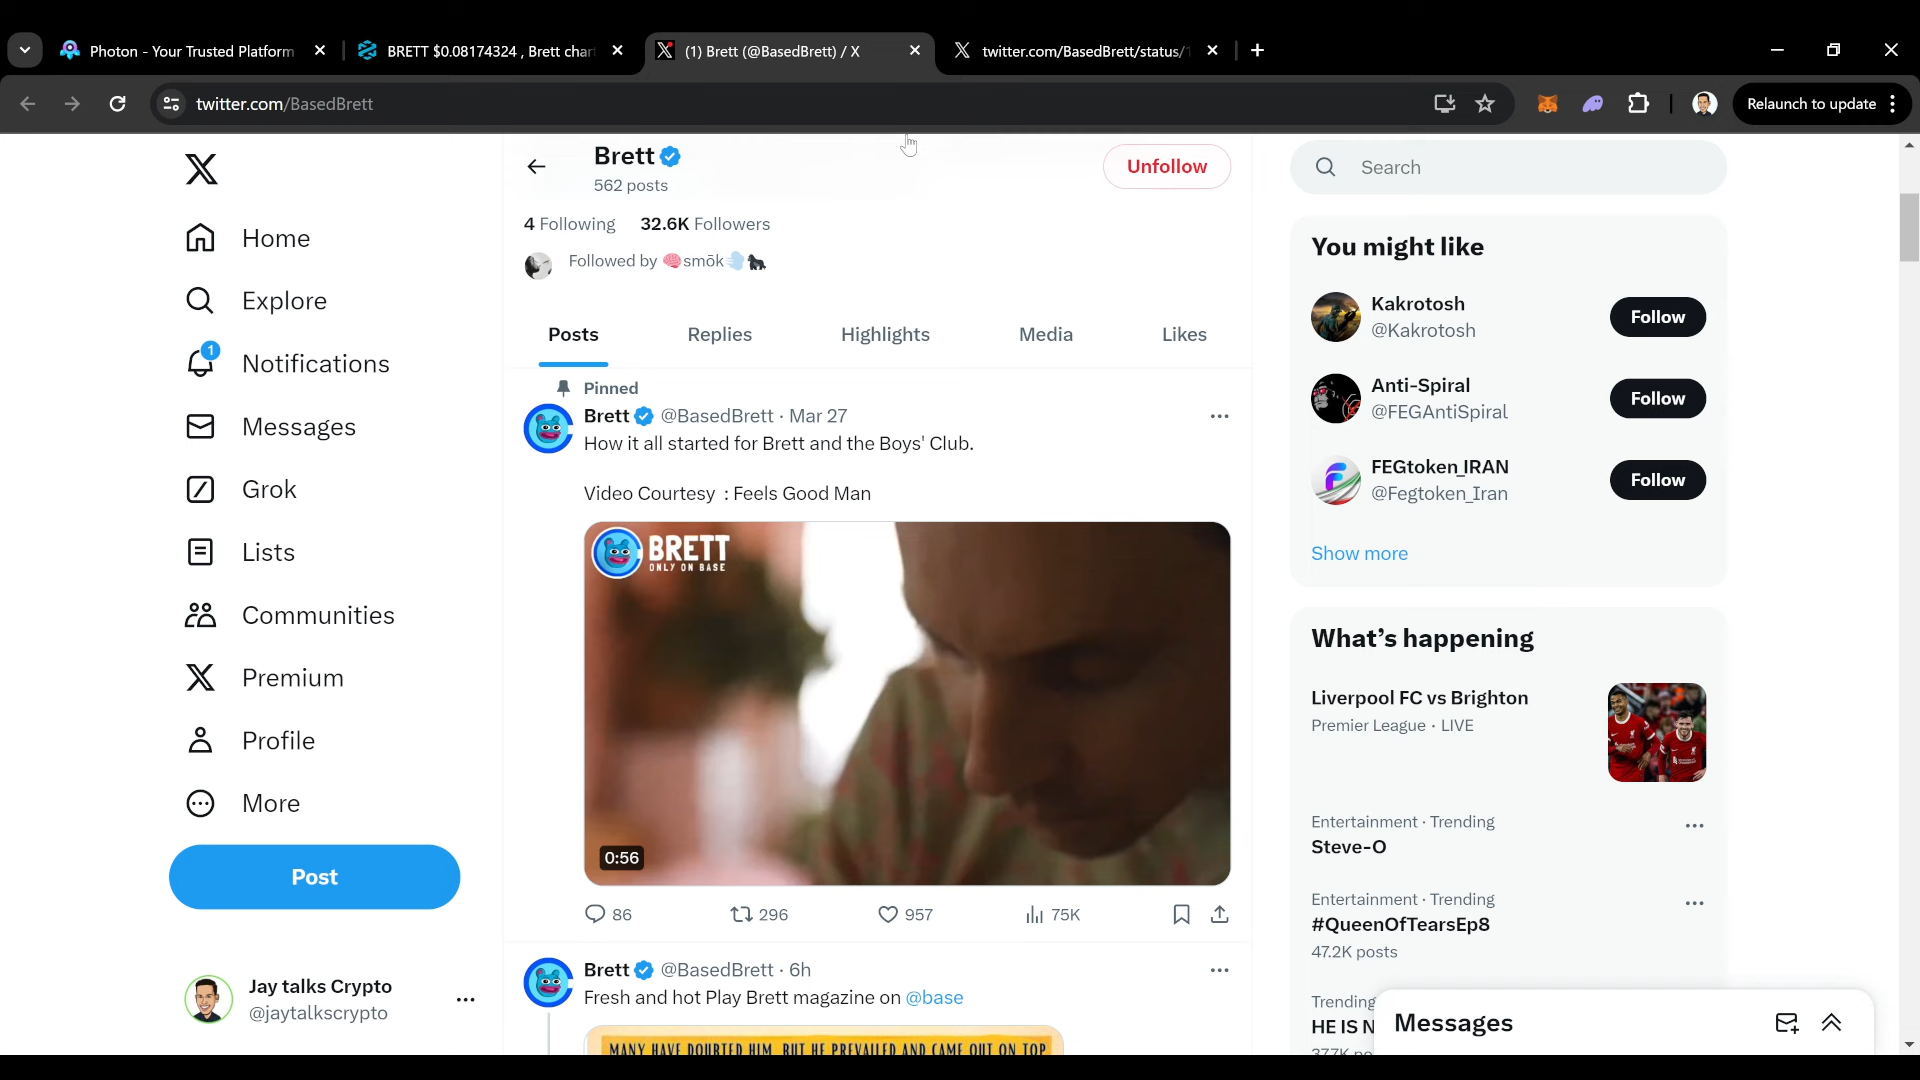 Photon - Your Trusted Platform
BRETT $0.08174324 , Brett char
(1) Brett (@BasedBrett) / X
twitter.com/BasedBrett/status/1
twitter.com/BasedBrett
Relaunch to update
Brett
562 posts
Unfollow
Search
4 Following 32.6K Followers
Followed by 🧠smōk💨🦍
Home
Explore
1
Notifications
Messages
Grok
Lists
Communities
Premium
Profile
More
Post
Jay talks Crypto
@jaytalkscrypto
Posts
Replies
Highlights
Media
Likes
Pinned
Brett @BasedBrett · Mar 27
How it all started for Brett and the Boys' Club.
Video Courtesy : Feels Good Man
BRETT
ONLY ON BASE
0:56
86
296
957
75K
Brett @BasedBrett · 6h
Fresh and hot Play Brett magazine on @base
MANY HAVE DOUBTED HIM, BUT HE PREVAILED AND CAME OUT ON TOP
You might like
Kakrotosh
@Kakrotosh
Follow
Anti-Spiral
@FEGAntiSpiral
Follow
FEGtoken_IRAN
@Fegtoken_Iran
Follow
Show more
What's happening
Liverpool FC vs Brighton
Premier League · LIVE
Entertainment · Trending
Steve-O
Entertainment · Trending
#QueenOfTearsEp8
47.2K posts
Trending
HE IS N
377K po
Messages